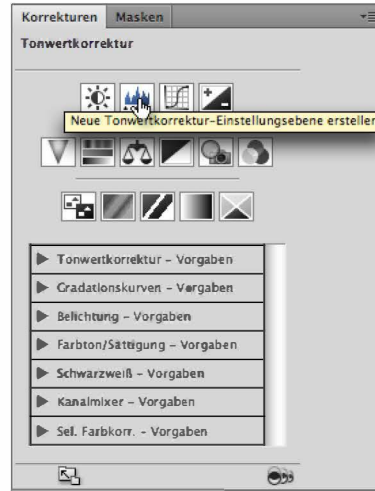 Korrekturen Masken
Tonwertkorrektur
Neue Tonwertkorrektur-Einstellungsebene erstellen
Tonwertkorrektur – Vorgaben
Gradationskurven – Vorgaben
Belichtung – Vorgaben
Farbton/Sättigung – Vorgaben
Schwarzweiß – Vorgaben
Kanalmixer – Vorgaben
Sel. Farbkorr. – Vorgaben